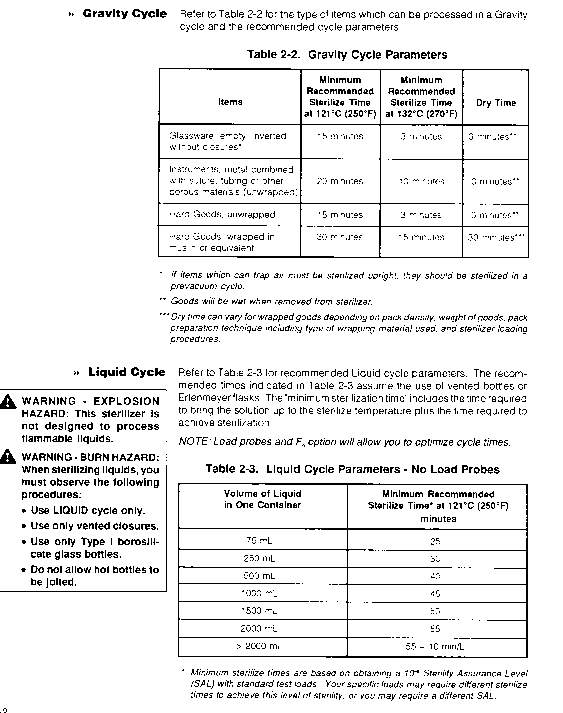 » Gravity Cycle Refer to Table 2-2 for the type of items which can be processed in a Gravity
cycle and the recommended cycle parameters
Table 2-2. Gravity Cycle Parameters
Items
Minimum Recommended Sterilize Time at 121°C (250°F)
Minimum Recommended Sterilize Time at 132°C (270°F)
Dry Time
Glassware, empty, inverted without closures* 15 minutes 3 minutes 0 minutes**
Instruments, metal combined with suture, tubing or other porous materials (unwrapped) 20 minutes 10 minutes 0 minutes**
Hard Goods, unwrapped 15 minutes 3 minutes 0 minutes**
Hard Goods, wrapped in muslin or equivalent 30 minutes 15 minutes 30 minutes***
* If items which can trap air must be sterilized upright, they should be sterilized in a
prevacuum cycle.
** Goods will be wet when removed from sterilizer.
*** Dry time can vary for wrapped goods depending on pack density, weight of goods, pack
preparation technique including type of wrapping material used, and sterilizer loading
procedures.
» Liquid Cycle Refer to Table 2-3 for recommended Liquid cycle parameters. The recom-
mended times indicated in Table 2-3 assume the use of vented bottles or
Erlenmeyer flasks. The "minimum sterilization time" includes the time required
to bring the solution up to the sterilize temperature plus the time required to
achieve sterilization.
NOTE: Load probes and F₀ option will allow you to optimize cycle times.
WARNING - EXPLOSION
HAZARD: This sterilizer is
not designed to process
flammable liquids.
WARNING - BURN HAZARD:
When sterilizing liquids, you
must observe the following
procedures:
• Use LIQUID cycle only.
• Use only vented closures.
• Use only Type I borosili-
cate glass bottles.
• Do not allow hot bottles to
be jolted.
Table 2-3. Liquid Cycle Parameters - No Load Probes
Volume of Liquid in One Container
Minimum Recommended Sterilize Time* at 121°C (250°F) minutes
75 mL 25
250 mL 30
500 mL 40
1000 mL 45
1500 mL 50
2000 mL 55
> 2000 mL 55 + 10 min/L
* Minimum sterilize times are based on obtaining a 10⁻⁶ Sterility Assurance Level
(SAL) with standard test loads. Your specific loads may require different sterilize
times to achieve this level of sterility, or you may require a different SAL.